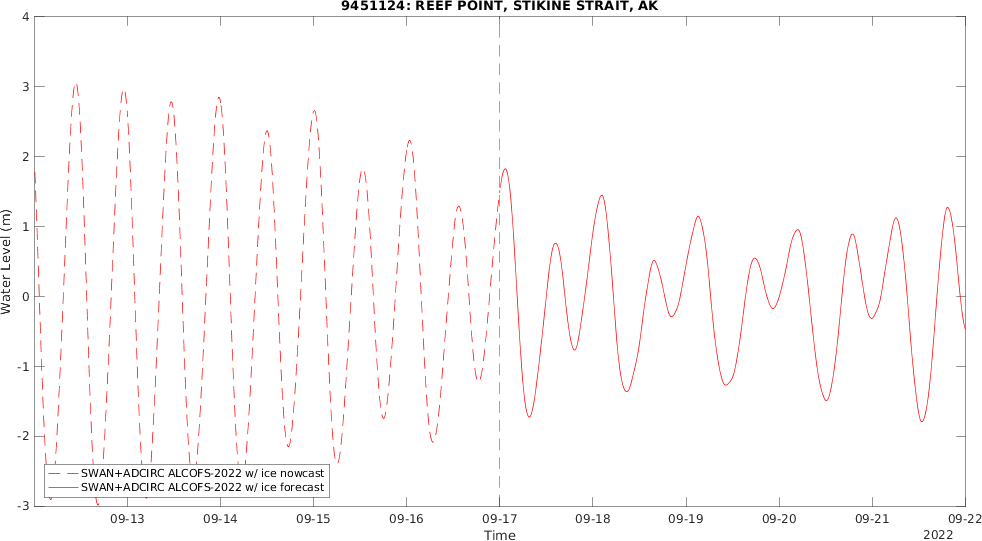 9451124: REEF POINT, STIKINE STRAIT, AK
4
3
2
1
0
-1
-2
-3
Water Level (m)
SWAN+ADCIRC ALCOFS-2022 w/ ice nowcast
SWAN+ADCIRC ALCOFS-2022 w/ ice forecast
09-13 09-14 09-15 09-16 09-17 09-18 09-19 09-20 09-21 09-22
Time
2022